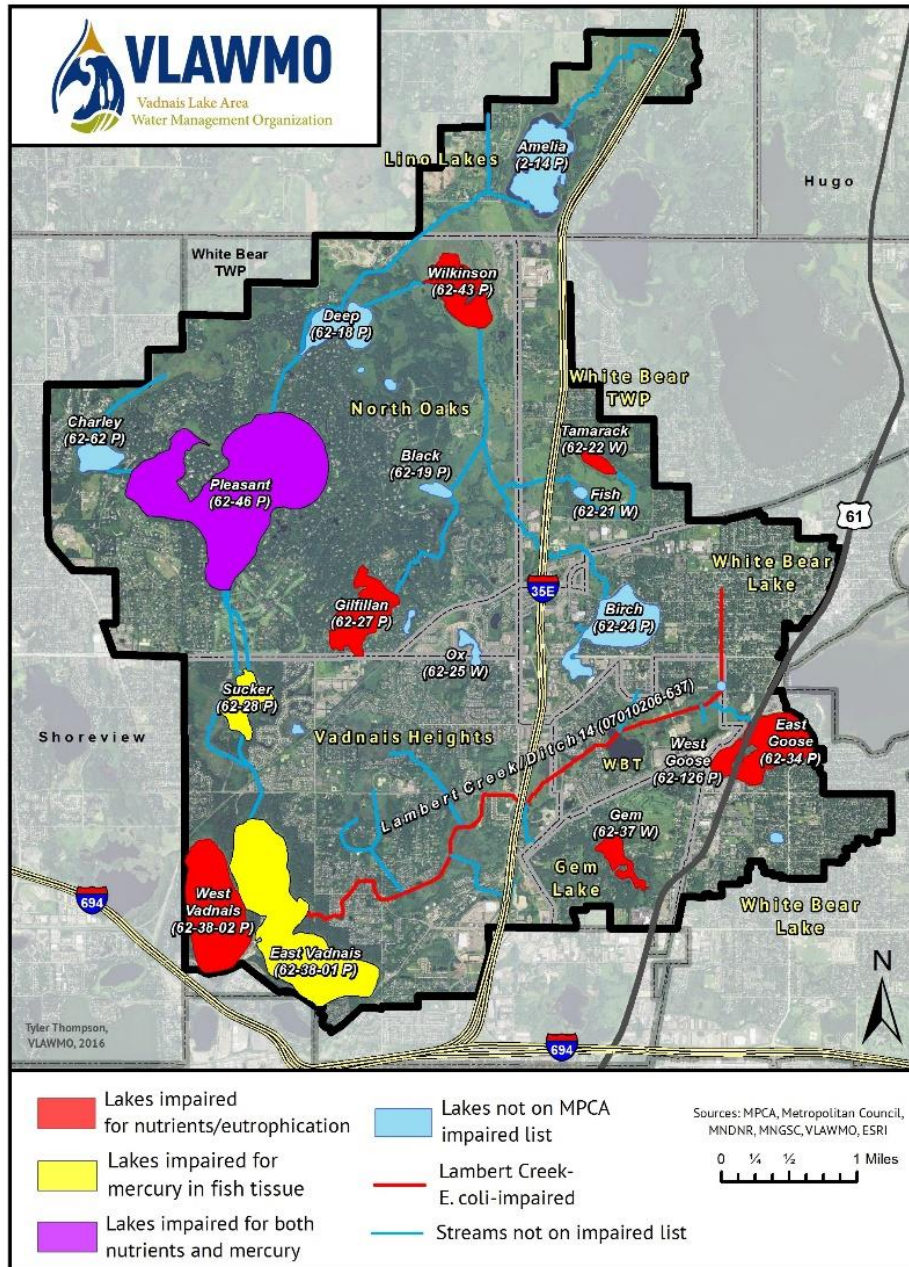 VLAWMO
Vadnais Lake Area
Water Management Organization
Lino Lakes
Amelia
(2-14 P)
Hugo
White Bear
TWP
Wilkinson
(62-43 P)
Deep
(62-18 P)
White Bear
TWP
North Oaks
Charley
(62-62 P)
Tamarack
(62-22 W)
Black
(62-19 P)
Pleasant
(62-46 P)
Fish
(62-21 W)
61
White Bear
Lake
35E
Gilfillan
(62-27 P)
Birch
(62-24 P)
Ox
(62-25 W)
Sucker
(62-28 P)
Lambert Creek/Ditch 14 (07010206-637)
Shoreview
Vadnais Heights
East
Goose
(62-34 P)
West
Goose
(62-126 P)
WBT
Gem
(62-37 W)
Gem
Lake
West
Vadnais
(62-38-02 P)
694
White Bear
Lake
East Vadnais
(62-38-01 P)
N
Tyler Thompson,
VLAWMO, 2016
694
Lakes impaired
for nutrients/eutrophication
Lakes impaired for
mercury in fish tissue
Lakes impaired for both
nutrients and mercury
Lakes not on MPCA
impaired list
Lambert Creek-
E. coli-impaired
Streams not on impaired list
Sources: MPCA, Metropolitan Council,
MNDNR, MNGSC, VLAWMO, ESRI
0 ¼ ½ 1 Miles